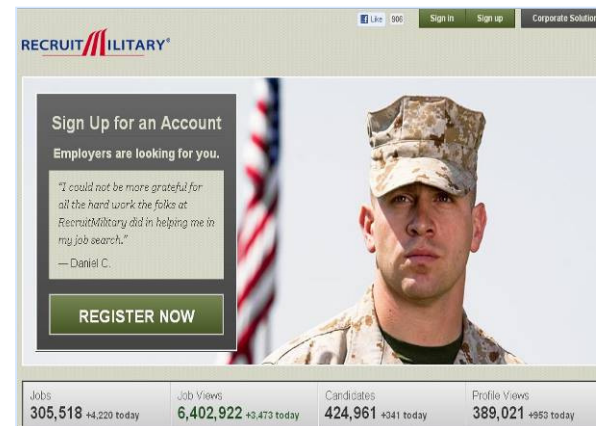 Like 906 Sign in Sign up Corporate Solution
RECRUITMILITARY®
Sign Up for an Account
Employers are looking for you.
"I could not be more grateful for
all the hard work the folks at
RecruitMilitary did in helping me in
my job search."
— Daniel C.
REGISTER NOW
Jobs
305,518 +4,220 today
Job Views
6,402,922 +3,473 today
Candidates
424,961 +341 today
Profile Views
389,021 +953 today